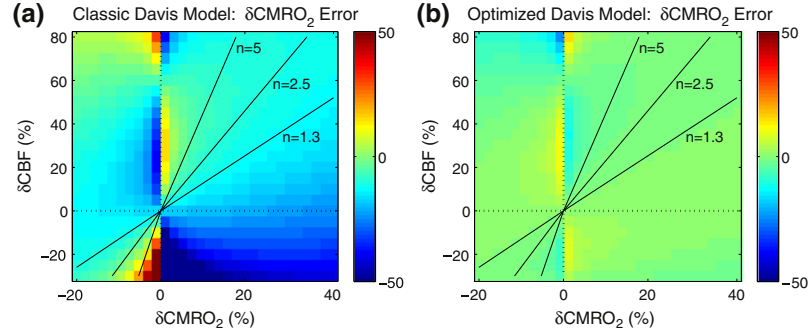 (a) Classic Davis Model: δCMRO₂ Error
80
60
40
20
0
−20
δCBF (%)
−20 0 20 40
δCMRO₂ (%)
n=5
n=2.5
n=1.3
50
0
−50
(b) Optimized Davis Model: δCMRO₂ Error
80
60
40
20
0
−20
δCBF (%)
−20 0 20 40
δCMRO₂ (%)
n=5
n=2.5
n=1.3
50
0
−50